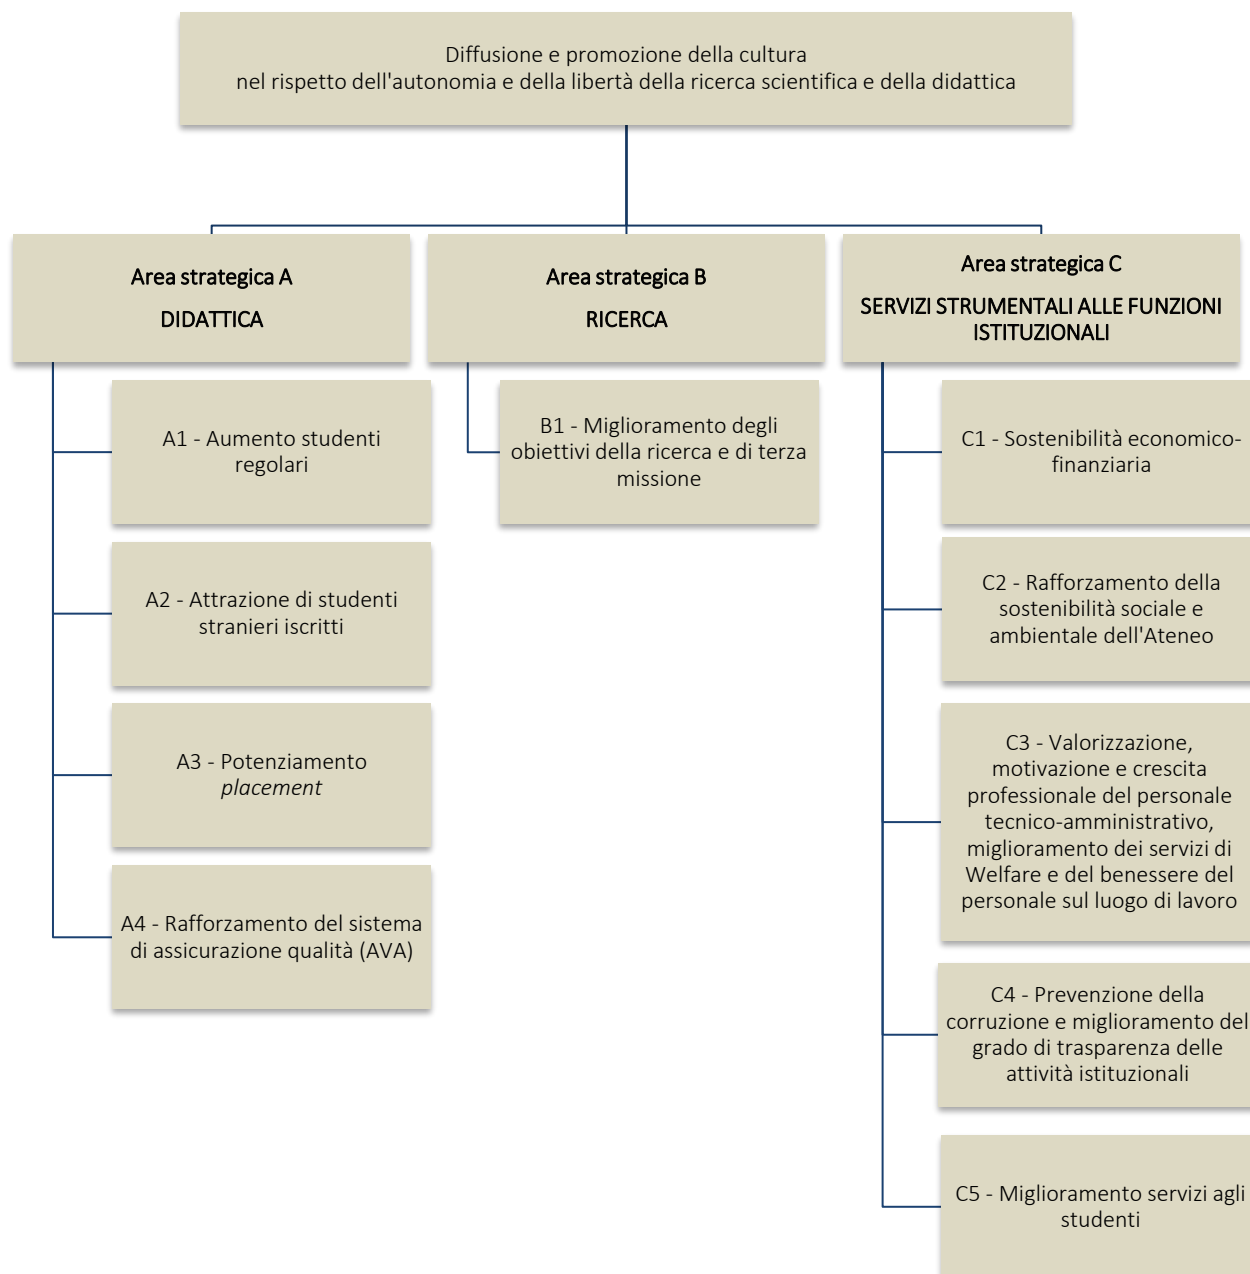 Diffusione e promozione della cultura
nel rispetto dell'autonomia e della libertà della ricerca scientifica e della didattica
Area strategica A
DIDATTICA
A1 - Aumento studenti
regolari
A2 - Attrazione di studenti
stranieri iscritti
A3 - Potenziamento
placement
A4 - Rafforzamento del sistema
di assicurazione qualità (AVA)
Area strategica B
RICERCA
B1 - Miglioramento degli
obiettivi della ricerca e di terza
missione
Area strategica C
SERVIZI STRUMENTALI ALLE FUNZIONI
ISTITUZIONALI
C1 - Sostenibilità economico-
finanziaria
C2 - Rafforzamento della
sostenibilità sociale e
ambientale dell'Ateneo
C3 - Valorizzazione,
motivazione e crescita
professionale del personale
tecnico-amministrativo,
miglioramento dei servizi di
Welfare e del benessere del
personale sul luogo di lavoro
C4 - Prevenzione della
corruzione e miglioramento del
grado di trasparenza delle
attività istituzionali
C5 - Miglioramento servizi agli
studenti